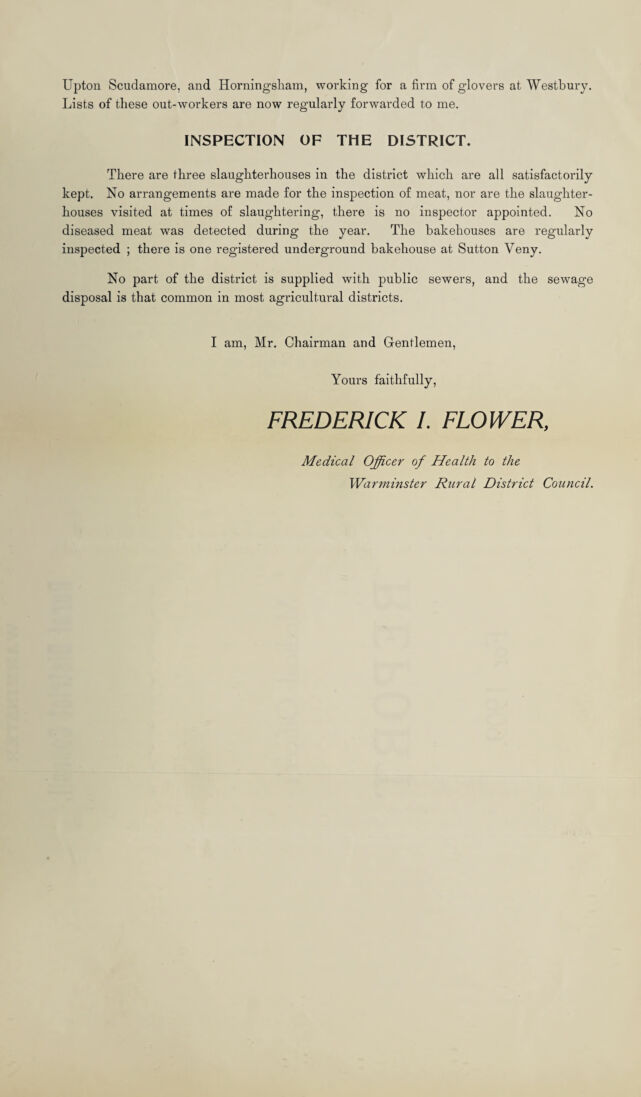 Upton Scudamore, and Horningsham, working for a firm of glovers at Westbury.
Lists of these out-workers are now regularly forwarded to me.
INSPECTION OF THE DISTRICT.
There are three slaughterhouses in the district which are all satisfactorily
kept. No arrangements are made for the inspection of meat, nor are the slaughter-
houses visited at times of slaughtering, there is no inspector appointed. No
diseased meat was detected during the year. The bakehouses are regularly
inspected ; there is one registered underground bakehouse at Sutton Veny.
No part of the district is supplied with public sewers, and the sewage
disposal is that common in most agricultural districts.
I am, Mr. Chairman and Gentlemen,
Yours faithfully,
FREDERICK I. FLOWER,
Medical Officer of Health to the
Warminster Rural District Council.